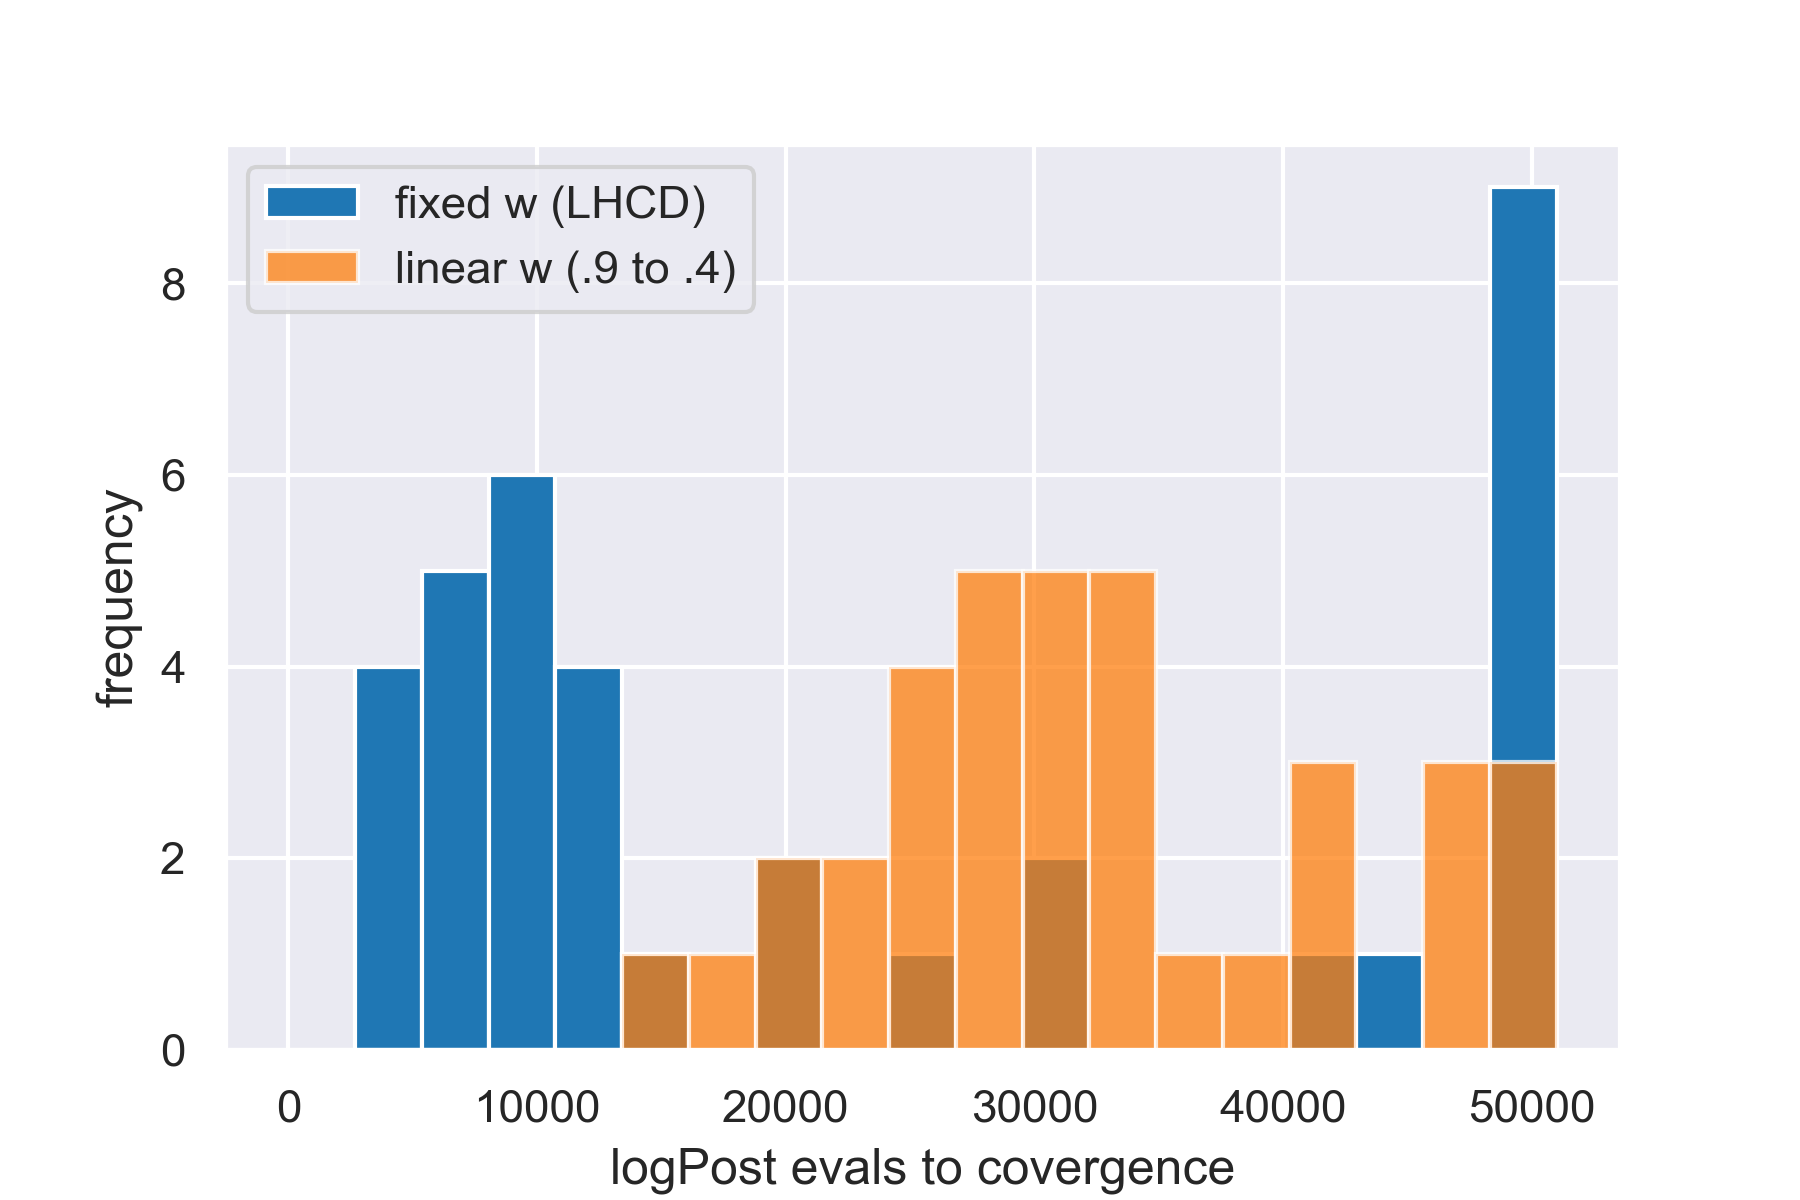 fixed w (LHCD)
linear w (.9 to .4)
8
6
4
2
0
frequency
0 10000 20000 30000 40000 50000
logPost evals to covergence